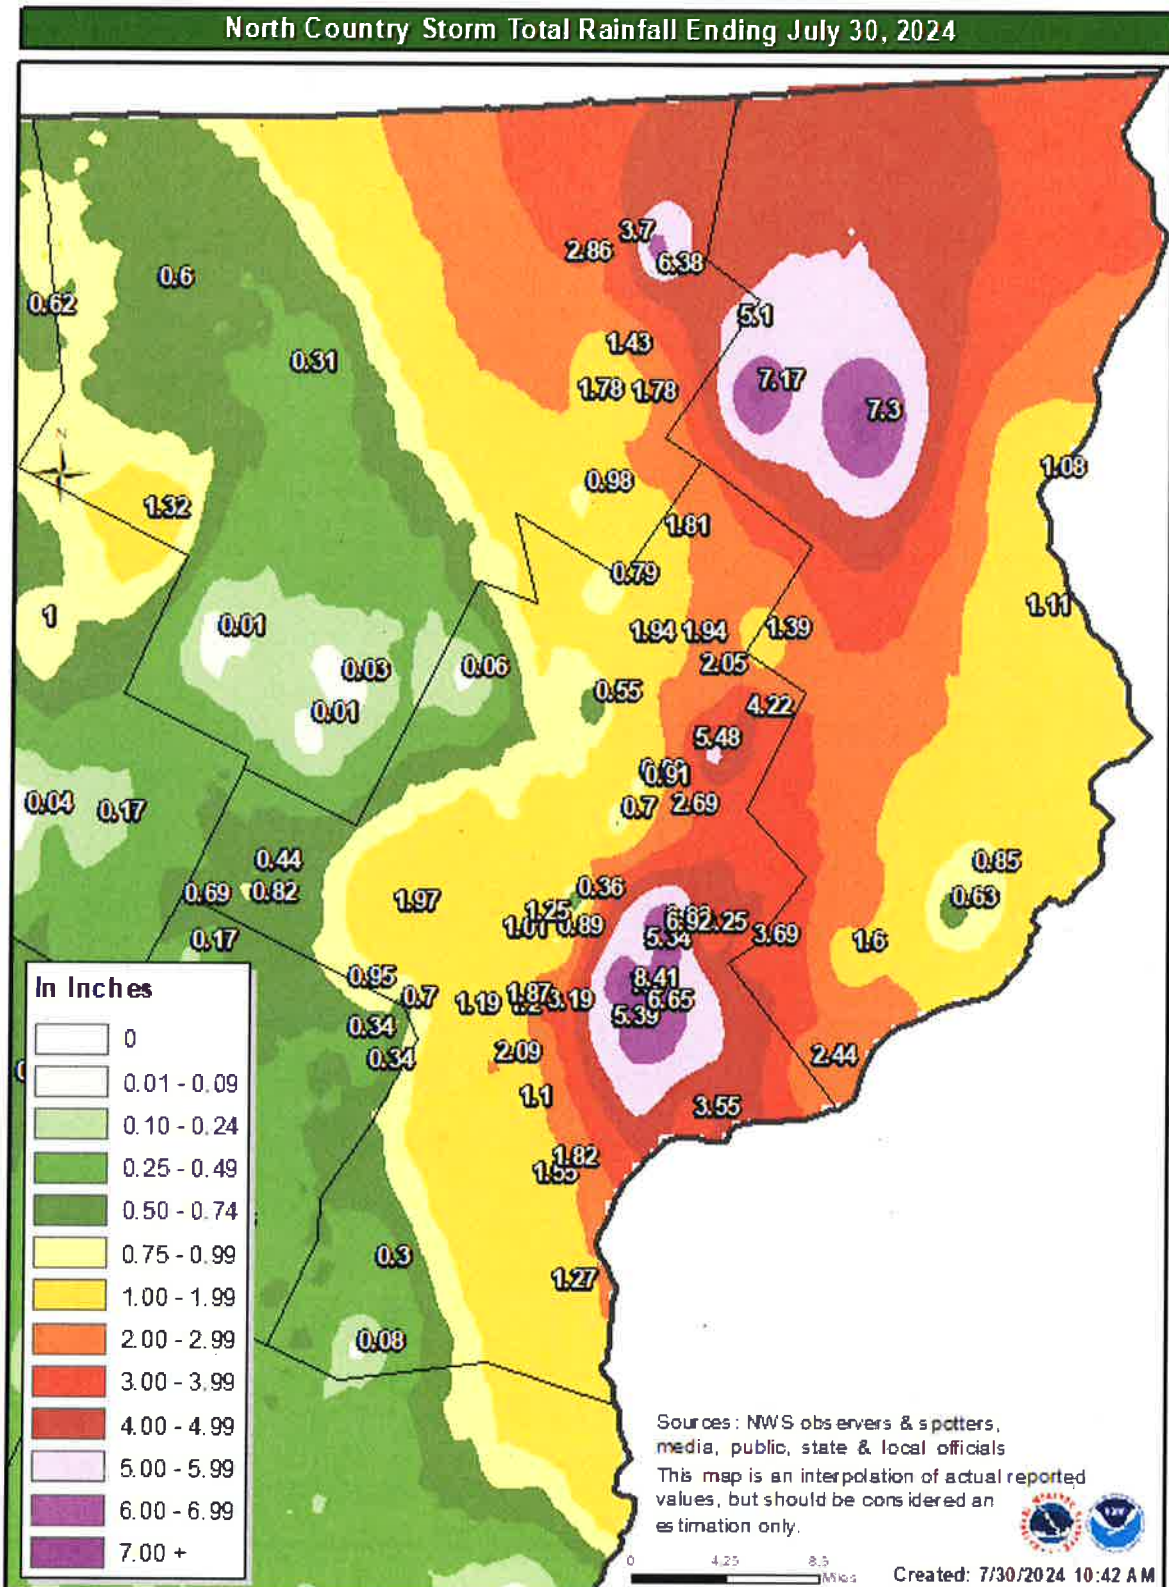 North Country Storm Total Rainfall Ending July 30, 2024
3.7
2.86
6.38
0.6
0.62
5.1
1.43
0.31
7.17
1.78 1.78
7.3
1.08
0.98
1.32
1.81
0.79
1.11
1
0.01
1.94 1.94 1.39
2.05
0.03
0.06
0.55
0.01
4.22
5.48
0.91
0.04
0.17
0.7
2.69
0.44
0.85
0.36
0.69
0.82
1.97
0.63
1.25
1.01
0.89
6.92
.25
0.17
5.34
3.69
1.6
0.95
8.41
0.7
1.19
1.87
3.19
6.65
5.39
0.34
2.09
0.34
2.44
1.1
3.55
1.82
1.55
0.3
1.27
0.08
N
In Inches
0
0.01 - 0.09
0.10 - 0.24
0.25 - 0.49
0.50 - 0.74
0.75 - 0.99
1.00 - 1.99
2.00 - 2.99
3.00 - 3.99
4.00 - 4.99
5.00 - 5.99
6.00 - 6.99
7.00 +
Sources: NWS observers & spotters,
media, public, state & local officials
This map is an interpolation of actual reported
values, but should be considered an
estimation only.
0 4.25 8.5
Miles
Created: 7/30/2024 10:42 AM